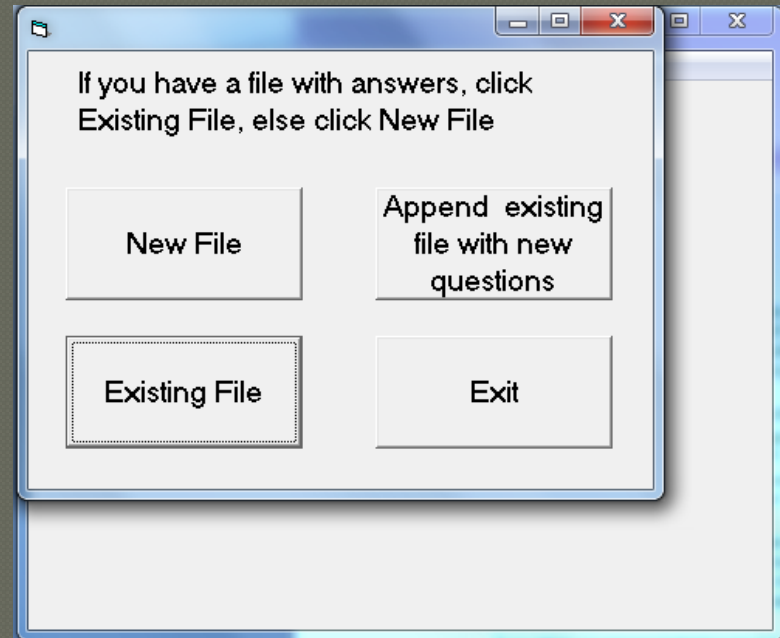 If you have a file with answers, click
Existing File, else click New File
New File
Append  existing
file with new
questions
Existing File
Exit